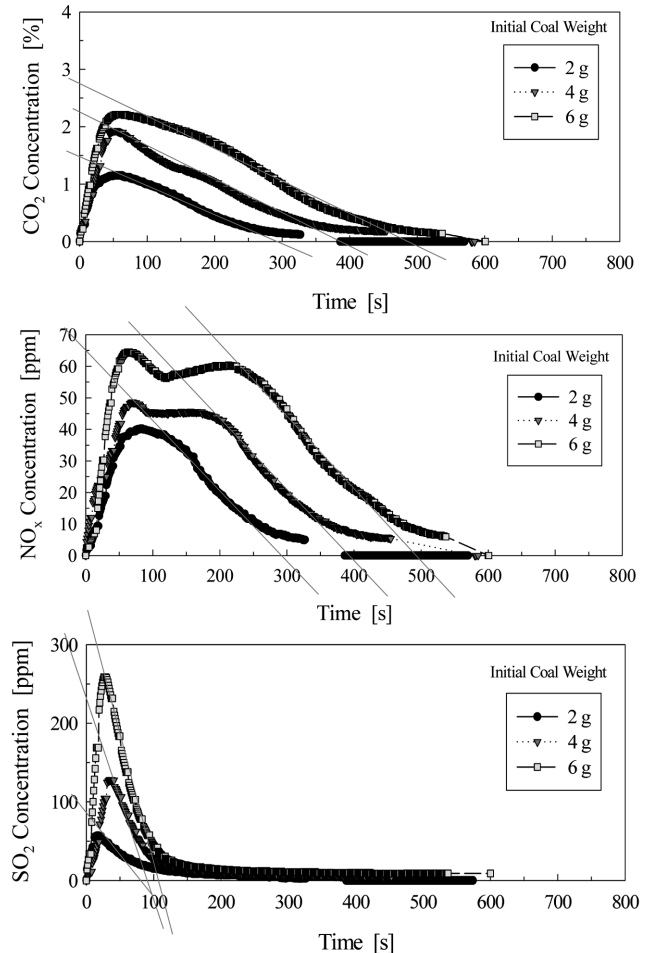 CO2 Concentration [%]
4
3
2
1
0
0 100 200 300 400 500 600 700 800
Time [s]
Initial Coal Weight
2 g
4 g
6 g
NOx Concentration [ppm]
70
60
50
40
30
20
10
0
0 100 200 300 400 500 600 700 800
Time [s]
Initial Coal Weight
2 g
4 g
6 g
SO2 Concentration [ppm]
300
200
100
0
0 100 200 300 400 500 600 700 800
Time [s]
Initial Coal Weight
2 g
4 g
6 g